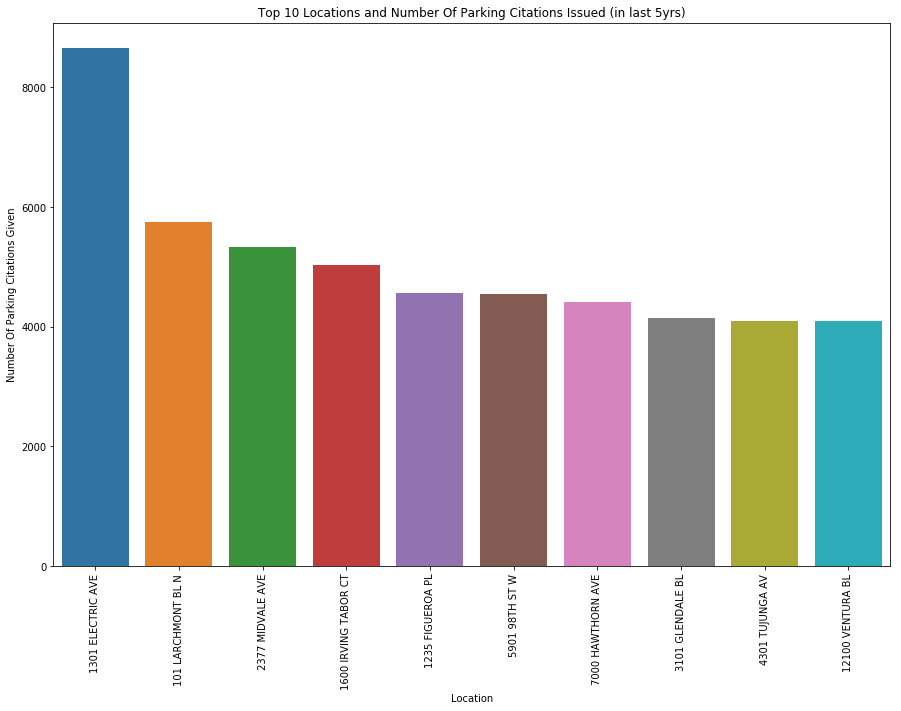 Top 10 Locations and Number Of Parking Citations Issued (in last 5yrs)
Number Of Parking Citations Given
8000
6000
4000
2000
0
1301 ELECTRIC AVE
101 LARCHMONT BL N
2377 MIDVALE AVE
1600 IRVING TABOR CT
1235 FIGUEROA PL
5901 98TH ST W
7000 HAWTHORN AVE
3101 GLENDALE BL
4301 TUJUNGA AV
12100 VENTURA BL
Location